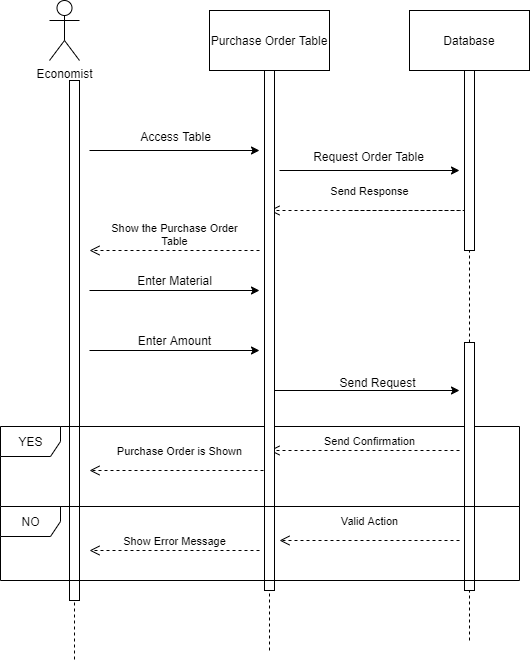 Purchase Order Table
Database
Economist
Access Table
Request Order Table
Send Response
Show the Purchase Order
Table
Enter Material
Enter Amount
Send Request
YES
Send Confirmation
Purchase Order is Shown
NO
Valid Action
Show Error Message